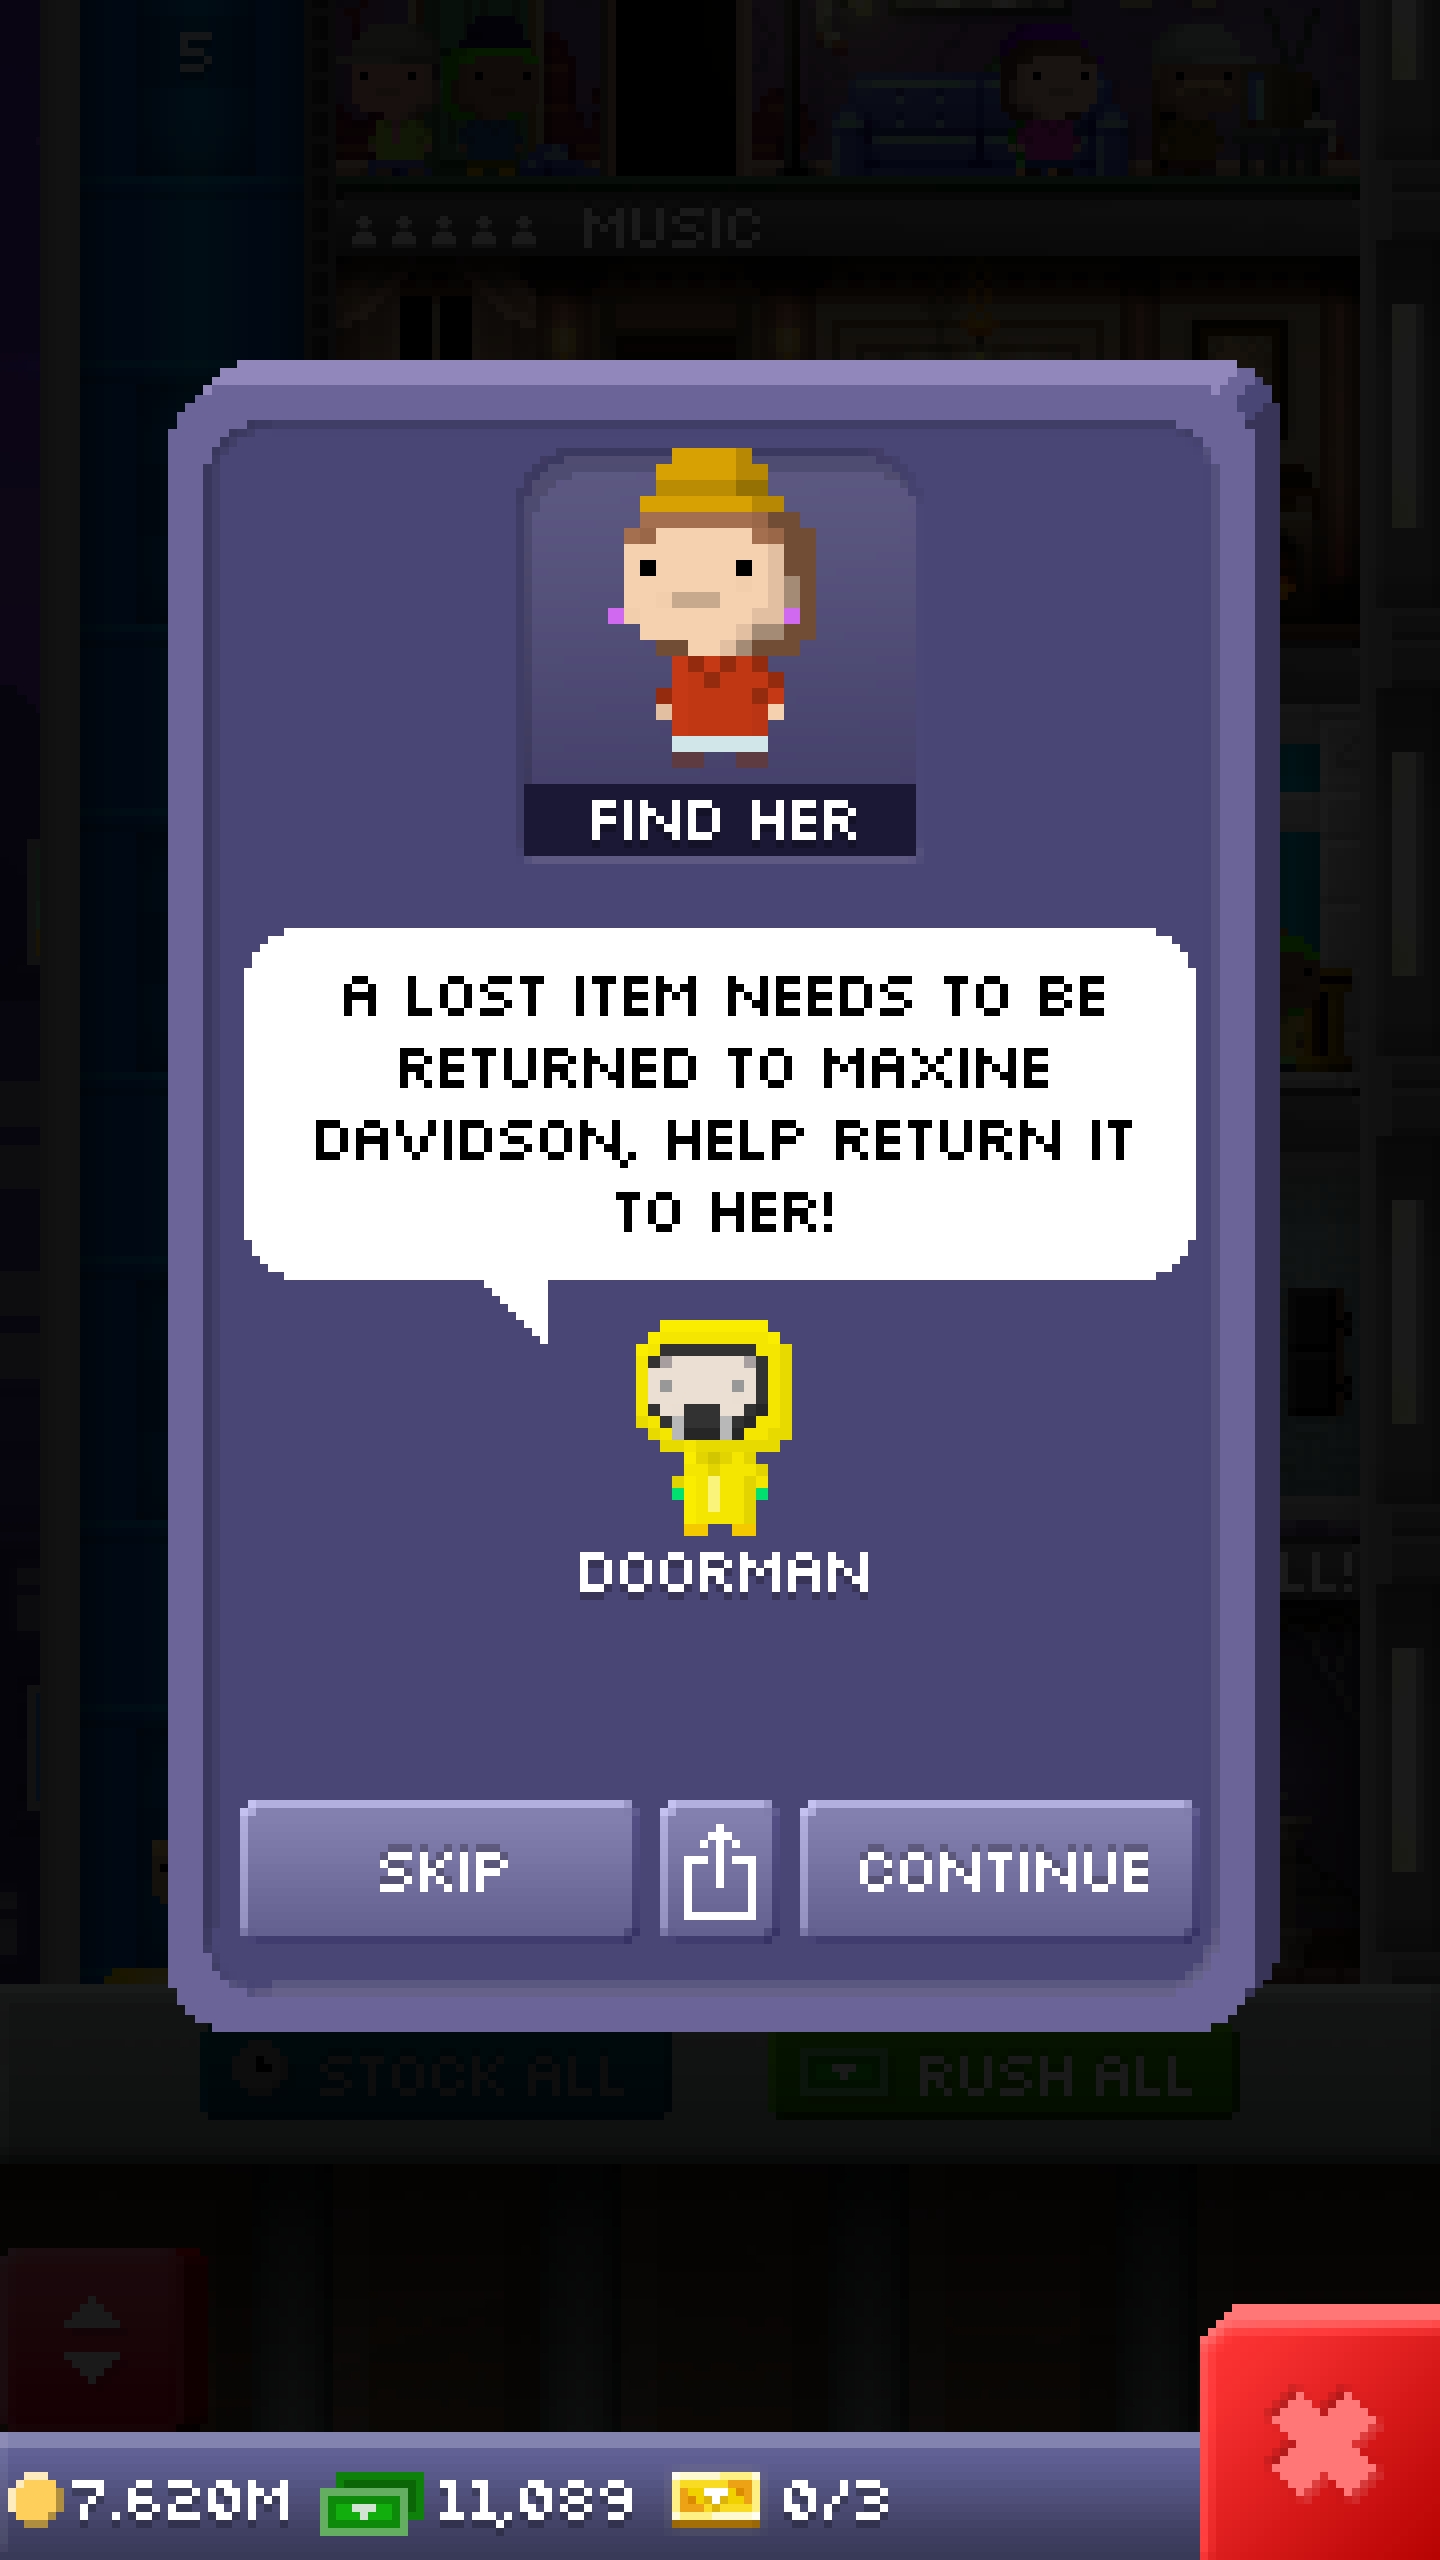 5
MUSIC
FIND HER
A LOST ITEM NEEDS TO BE
RETURNED TO MAXINE
DAVIDSON, HELP RETURN IT
TO HER!
DOORMAN
LL!
SKIP
CONTINUE
STOCK ALL
RUSH ALL
7.620M
11,089
0/3